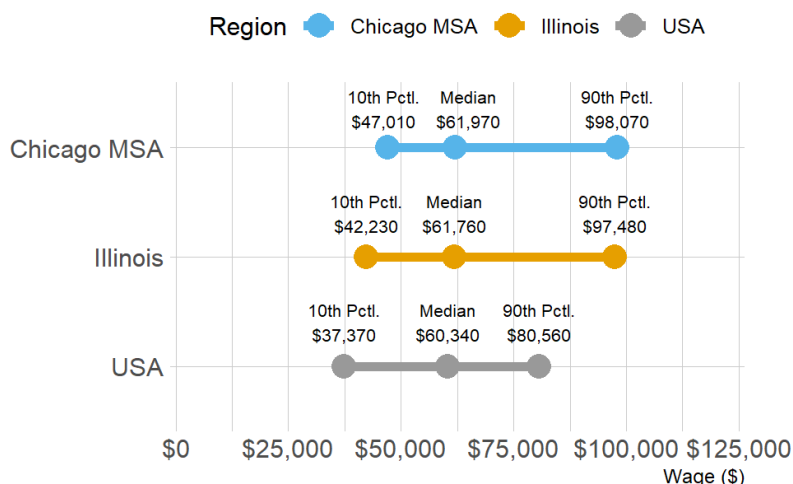 Region Chicago MSA Illinois USA
10th Pctl. Median 90th Pctl.
$47,010 $61,970 $98,070
Chicago MSA
10th Pctl. Median 90th Pctl.
$42,230 $61,760 $97,480
Illinois
10th Pctl. Median 90th Pctl.
$37,370 $60,340 $80,560
USA
$0 $25,000 $50,000 $75,000 $100,000 $125,000
Wage ($)